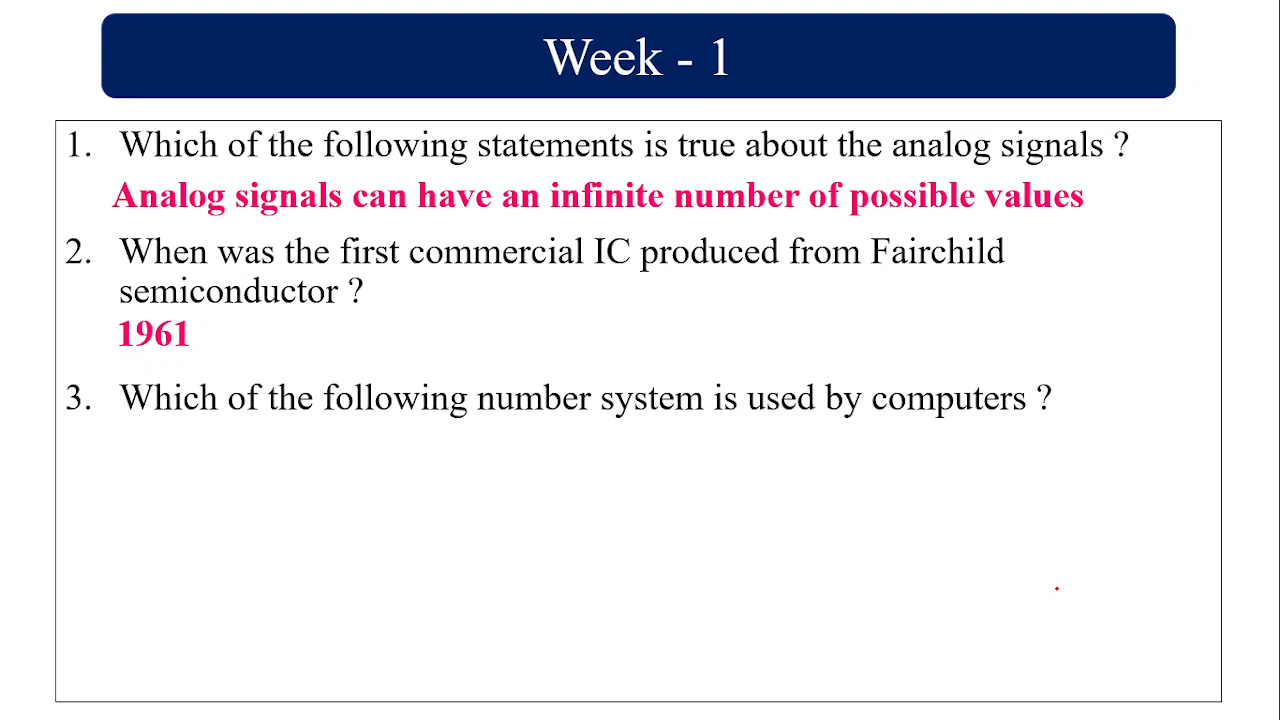 Week - 1
1. Which of the following statements is true about the analog signals ?
Analog signals can have an infinite number of possible values
2. When was the first commercial IC produced from Fairchild
semiconductor ?
1961
3. Which of the following number system is used by computers ?